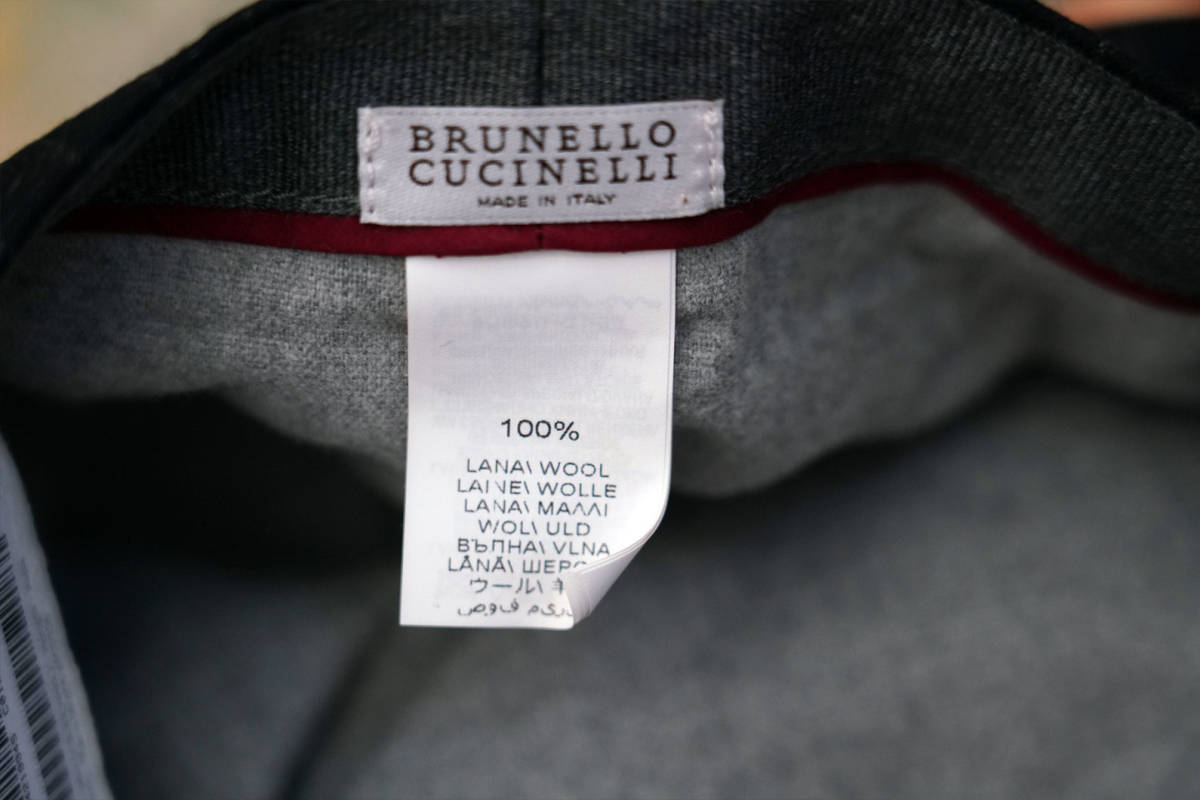 BRUNELLO
CUCINELLI
MADE IN ITALY
100%
LANA\ WOOL
LAINE\ WOLLE
LANA\ ΜΑΛΛΙ
WOL\ ULD
ВЪЛНА\ VLNA
LÂNĂ\
ウール\